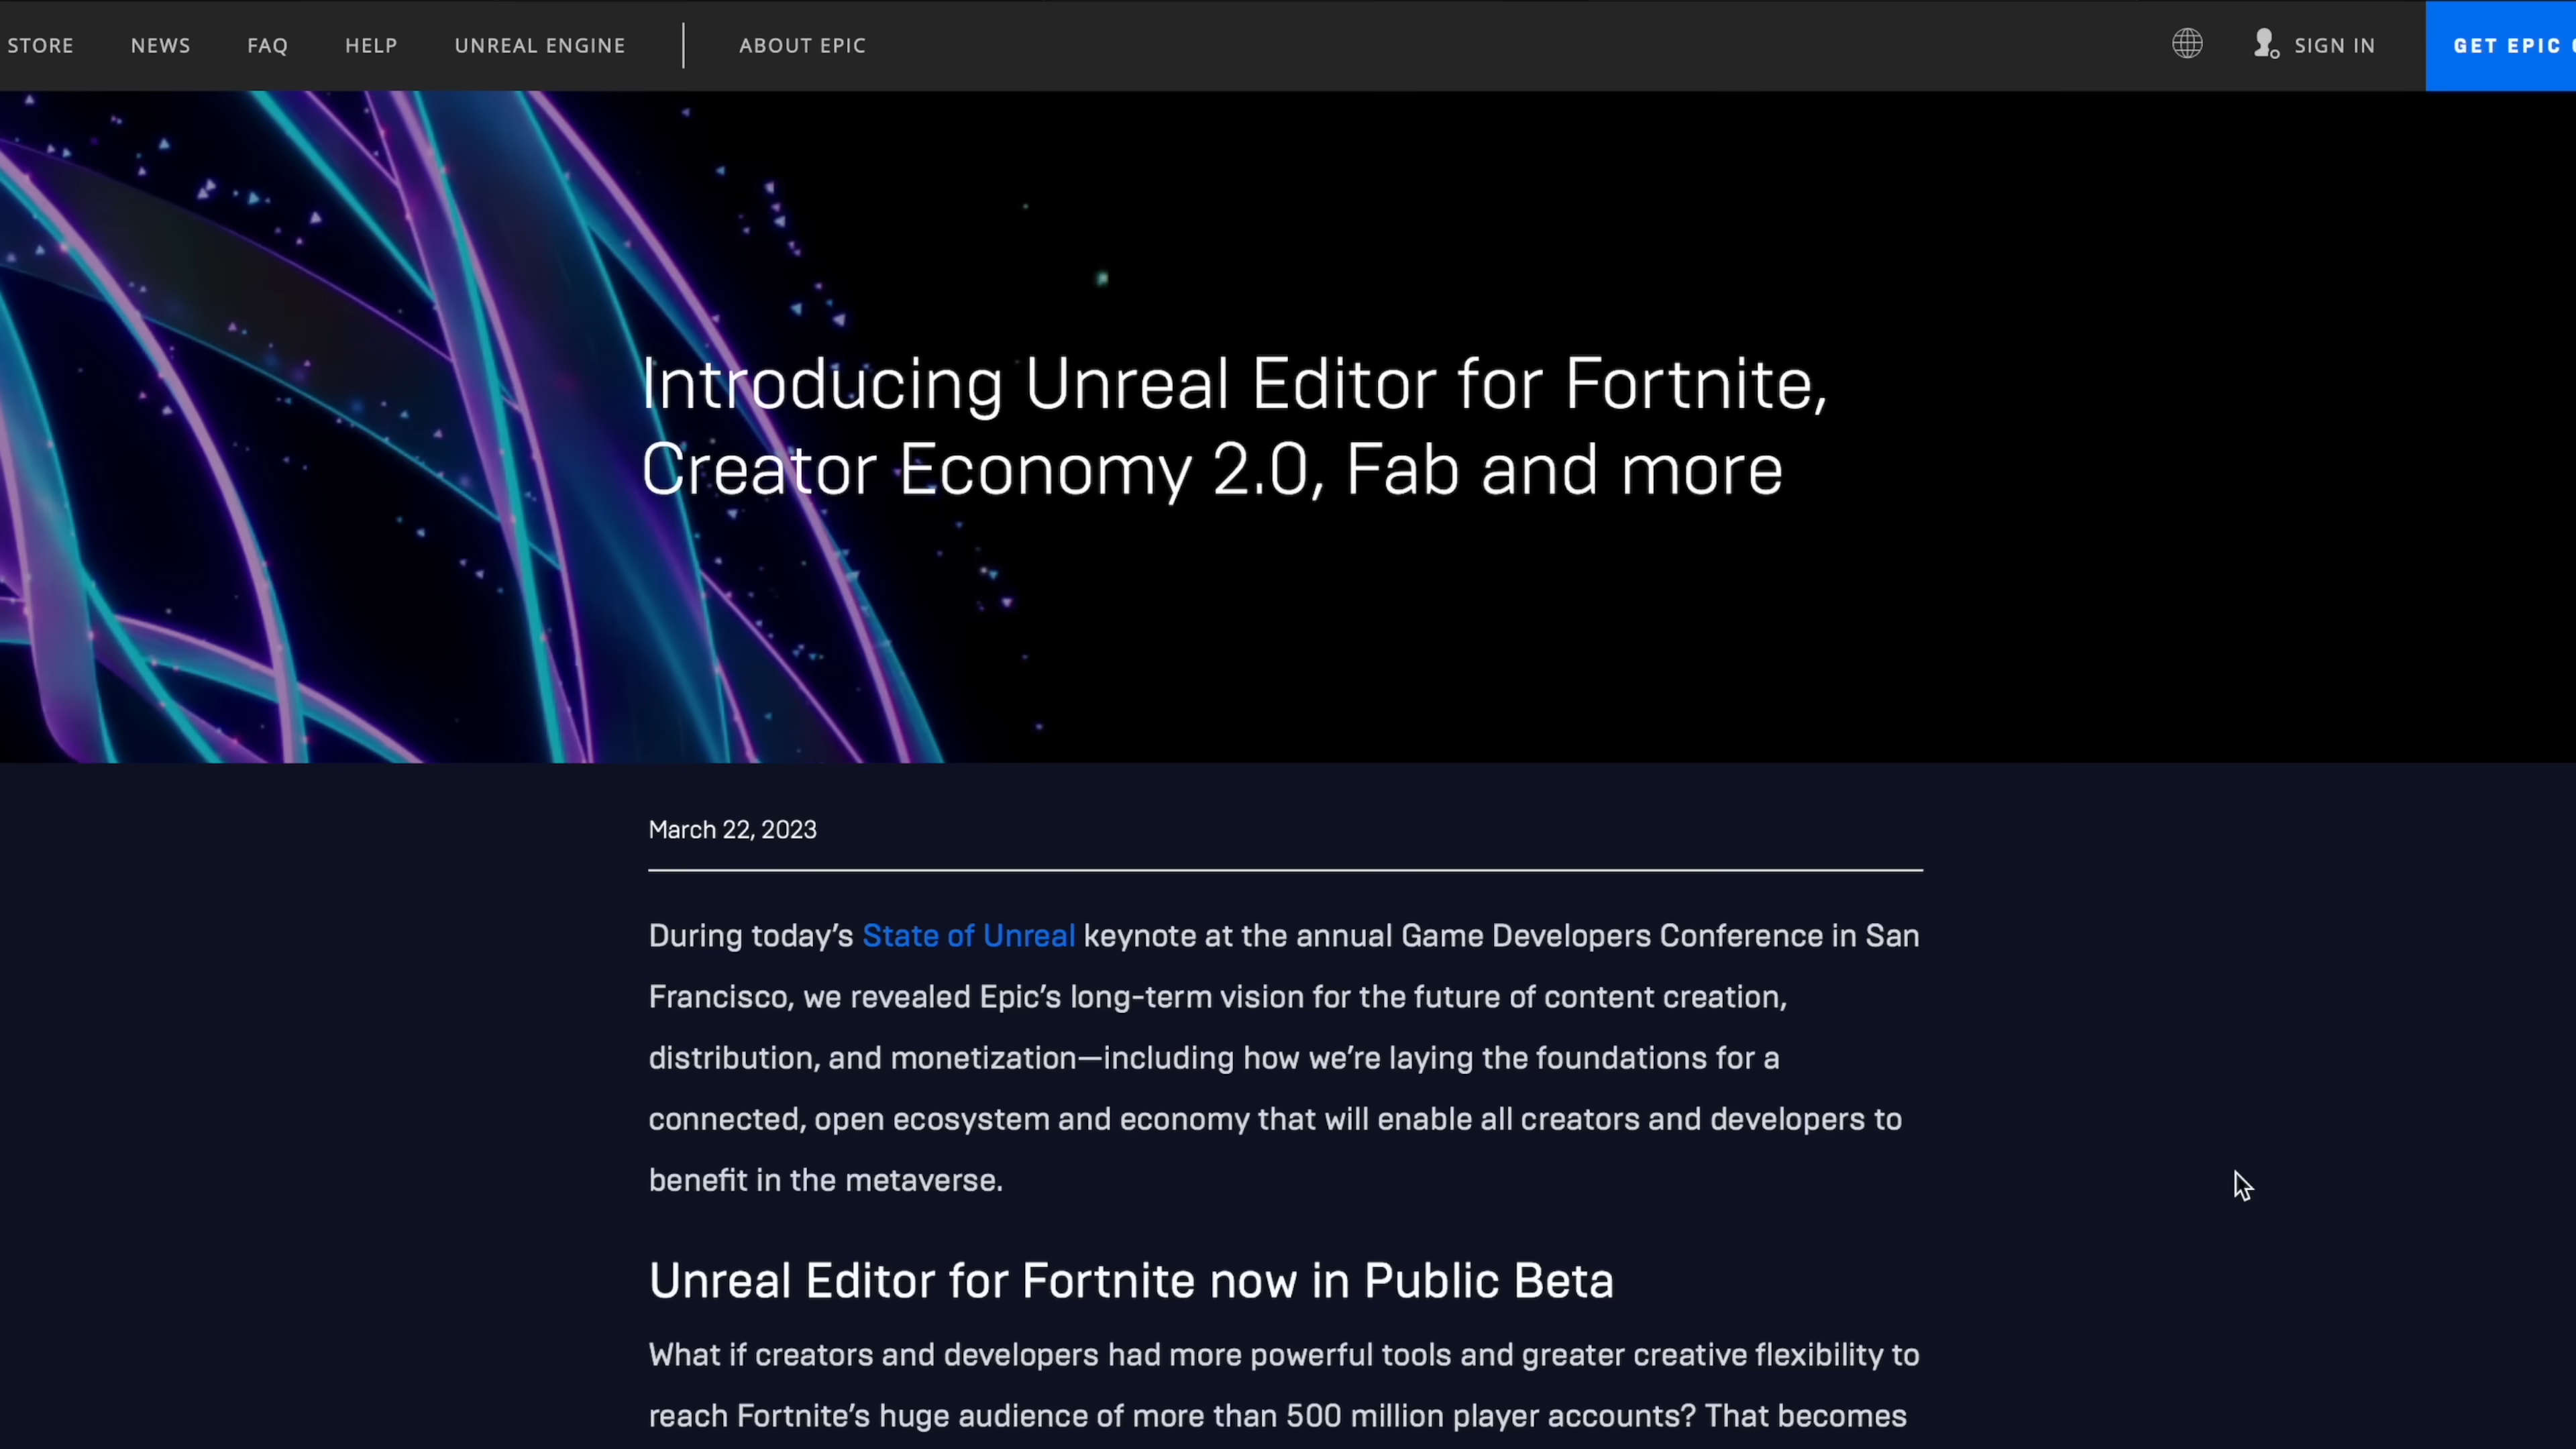 STORE NEWS FAQ HELP UNREAL ENGINE ABOUT EPIC SIGN IN GET EPIC
Introducing Unreal Editor for Fortnite,
Creator Economy 2.0, Fab and more
March 22, 2023
During today’s State of Unreal keynote at the annual Game Developers Conference in San
Francisco, we revealed Epic’s long-term vision for the future of content creation,
distribution, and monetization—including how we’re laying the foundations for a
connected, open ecosystem and economy that will enable all creators and developers to
benefit in the metaverse.
Unreal Editor for Fortnite now in Public Beta
What if creators and developers had more powerful tools and greater creative flexibility to
reach Fortnite’s huge audience of more than 500 million player accounts? That becomes